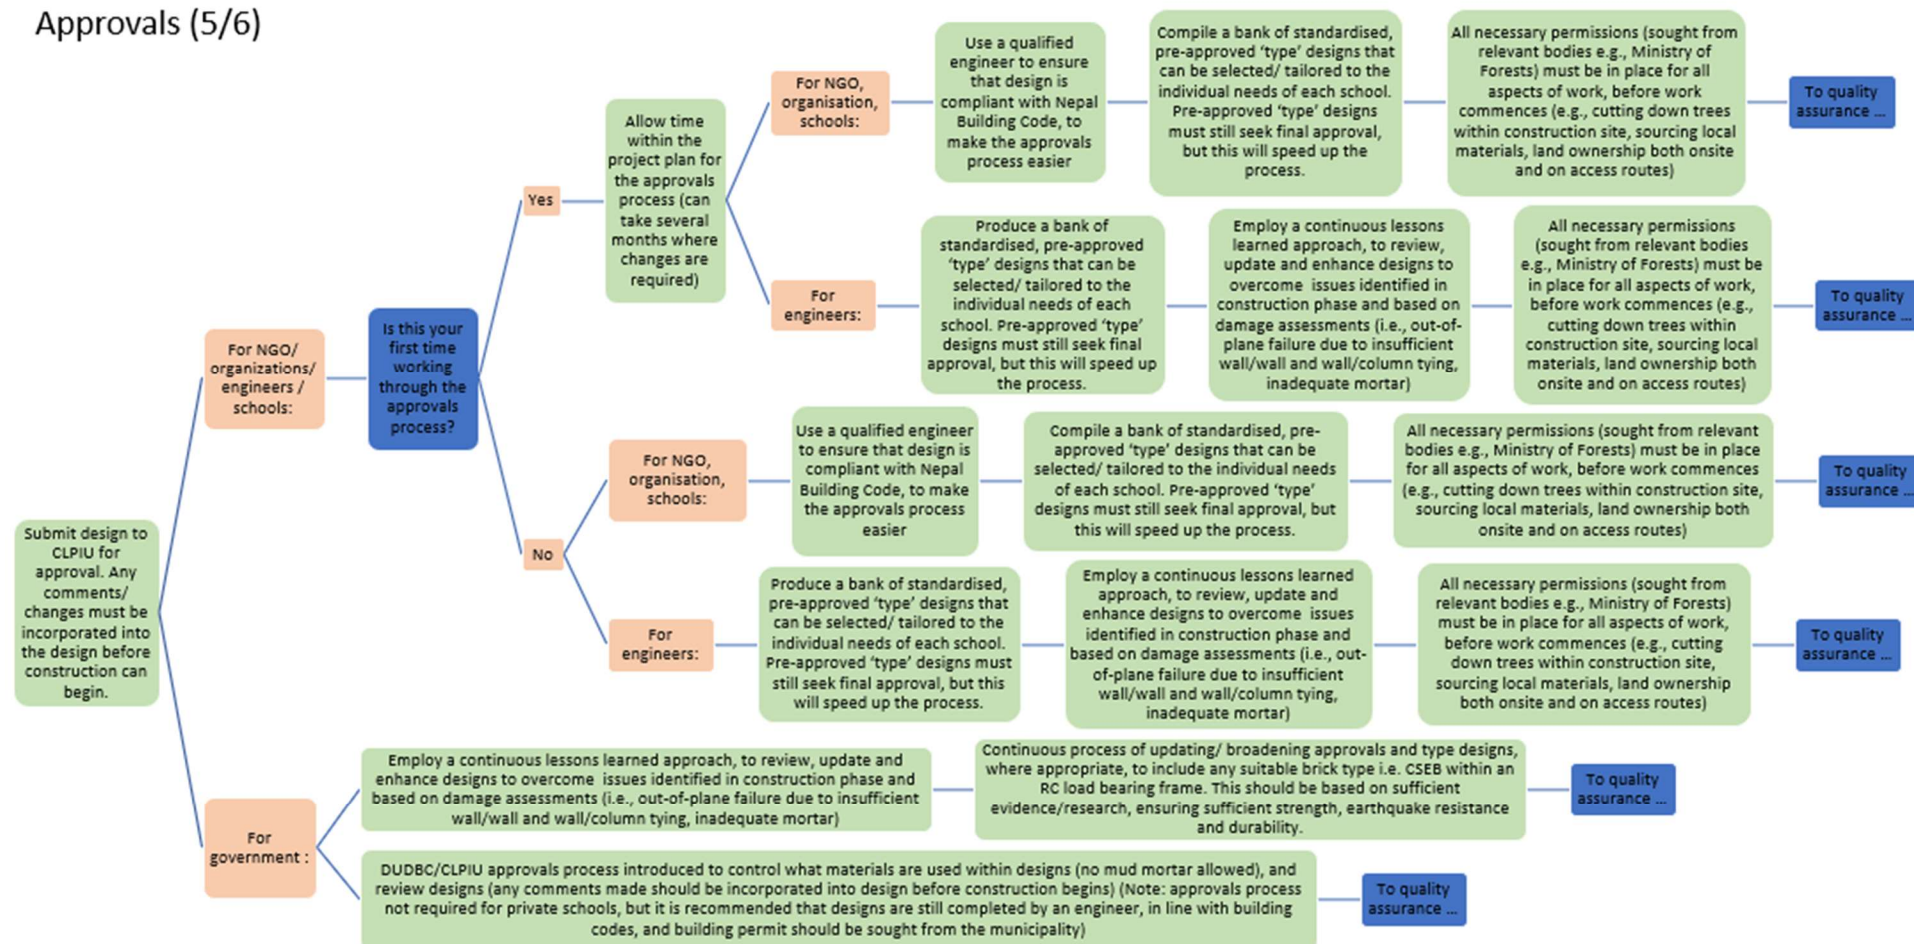 Approvals (5/6)
Submit design to
CLPIU for
approval. Any
comments/
changes must be
incorporated into
the design before
construction can
begin.
For NGO/
organizations/
engineers /
schools:
Is this your
first time
working
through the
approvals
process?
Yes
Allow time
within the
project plan for
the approvals
process (can
take several
months where
changes are
required)
For NGO,
organisation,
schools:
Use a qualified
engineer to ensure
that design is
compliant with Nepal
Building Code, to
make the approvals
process easier
Compile a bank of standardised,
pre-approved ‘type’ designs that
can be selected/ tailored to the
individual needs of each school.
Pre-approved ‘type’ designs
must still seek final approval,
but this will speed up the
process.
All necessary permissions (sought from
relevant bodies e.g., Ministry of
Forests) must be in place for all
aspects of work, before work
commences (e.g., cutting down trees
within construction site, sourcing local
materials, land ownership both onsite
and on access routes)
To quality
assurance ...
For
engineers:
Produce a bank of
standardised, pre-approved
‘type’ designs that can be
selected/ tailored to the
individual needs of each
school. Pre-approved ‘type’
designs must still seek final
approval, but this will speed up
the process.
Employ a continuous lessons
learned approach, to review,
update and enhance designs to
overcome issues identified in
construction phase and based on
damage assessments (i.e., out-of-
plane failure due to insufficient
wall/wall and wall/column tying,
inadequate mortar)
All necessary permissions
(sought from relevant bodies
e.g., Ministry of Forests) must be
in place for all aspects of work,
before work commences (e.g.,
cutting down trees within
construction site, sourcing local
materials, land ownership both
onsite and on access routes)
To quality
assurance ...
No
For NGO,
organisation,
schools:
Use a qualified engineer
to ensure that design is
compliant with Nepal
Building Code, to make
the approvals process
easier
Compile a bank of standardised, pre-
approved ‘type’ designs that can be
selected/ tailored to the individual needs
of each school. Pre-approved ‘type’
designs must still seek final approval, but
this will speed up the process.
All necessary permissions (sought from relevant
bodies e.g., Ministry of Forests) must be in place
for all aspects of work, before work commences
(e.g., cutting down trees within construction site,
sourcing local materials, land ownership both
onsite and on access routes)
To quality
assurance ...
For
engineers:
Produce a bank of standardised,
pre-approved ‘type’ designs that
can be selected/ tailored to the
individual needs of each school.
Pre-approved ‘type’ designs must
still seek final approval, but this
will speed up the process.
Employ a continuous lessons learned
approach, to review, update and
enhance designs to overcome issues
identified in construction phase and
based on damage assessments (i.e., out-
of-plane failure due to insufficient
wall/wall and wall/column tying,
inadequate mortar)
All necessary permissions (sought from
relevant bodies e.g., Ministry of Forests)
must be in place for all aspects of work,
before work commences (e.g., cutting
down trees within construction site,
sourcing local materials, land ownership
both onsite and on access routes)
To quality
assurance ...
For
government :
Employ a continuous lessons learned approach, to review, update and
enhance designs to overcome issues identified in construction phase and
based on damage assessments (i.e., out-of-plane failure due to insufficient
wall/wall and wall/column tying, inadequate mortar)
Continuous process of updating/ broadening approvals and type designs,
where appropriate, to include any suitable brick type i.e. CSEB within an
RC load bearing frame. This should be based on sufficient
evidence/research, ensuring sufficient strength, earthquake resistance
and durability.
To quality
assurance ...
DUDBC/CLPIU approvals process introduced to control what materials are used within designs (no mud mortar allowed), and
review designs (any comments made should be incorporated into design before construction begins) (Note: approvals process
not required for private schools, but it is recommended that designs are still completed by an engineer, in line with building
codes, and building permit should be sought from the municipality)
To quality
assurance ...